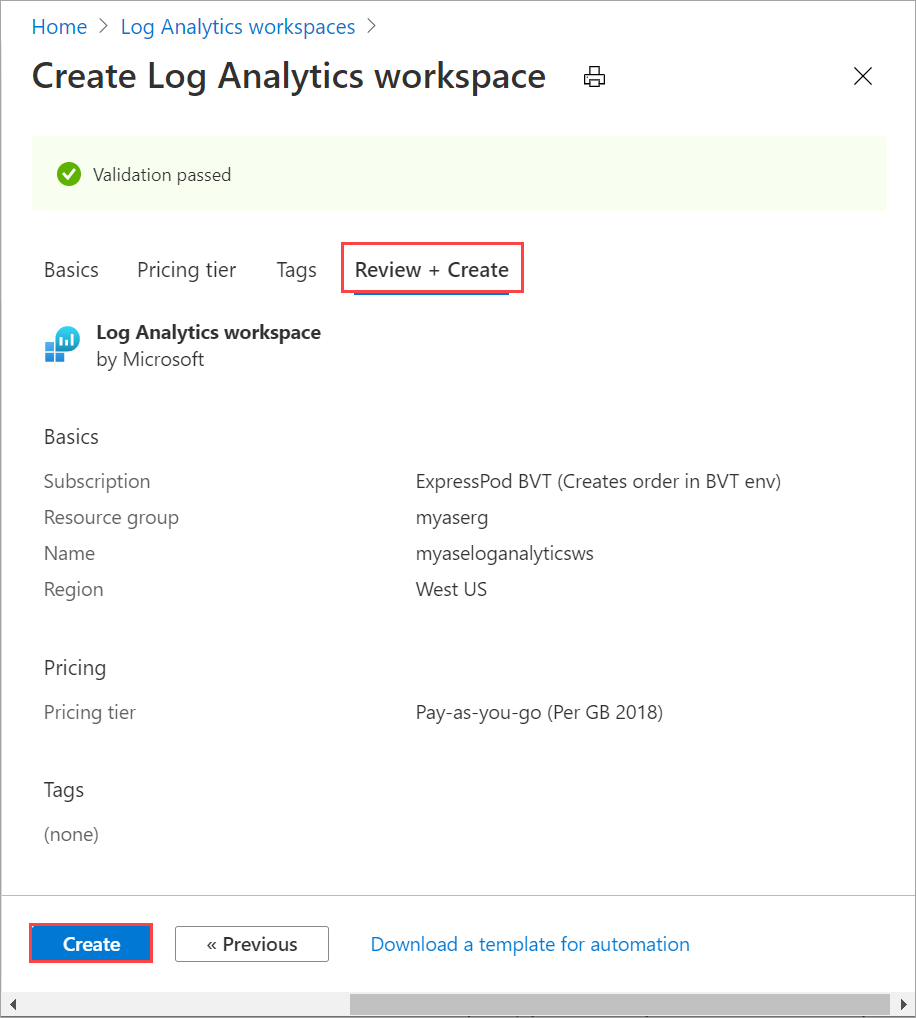 Home > Log Analytics workspaces >
Create Log Analytics workspace
Validation passed
Basics Pricing tier Tags Review + Create
Log Analytics workspace
by Microsoft
Basics
Subscription ExpressPod BVT (Creates order in BVT env)
Resource group myaserg
Name myaseloganalyticsws
Region West US
Pricing
Pricing tier Pay-as-you-go (Per GB 2018)
Tags
(none)
Create « Previous Download a template for automation